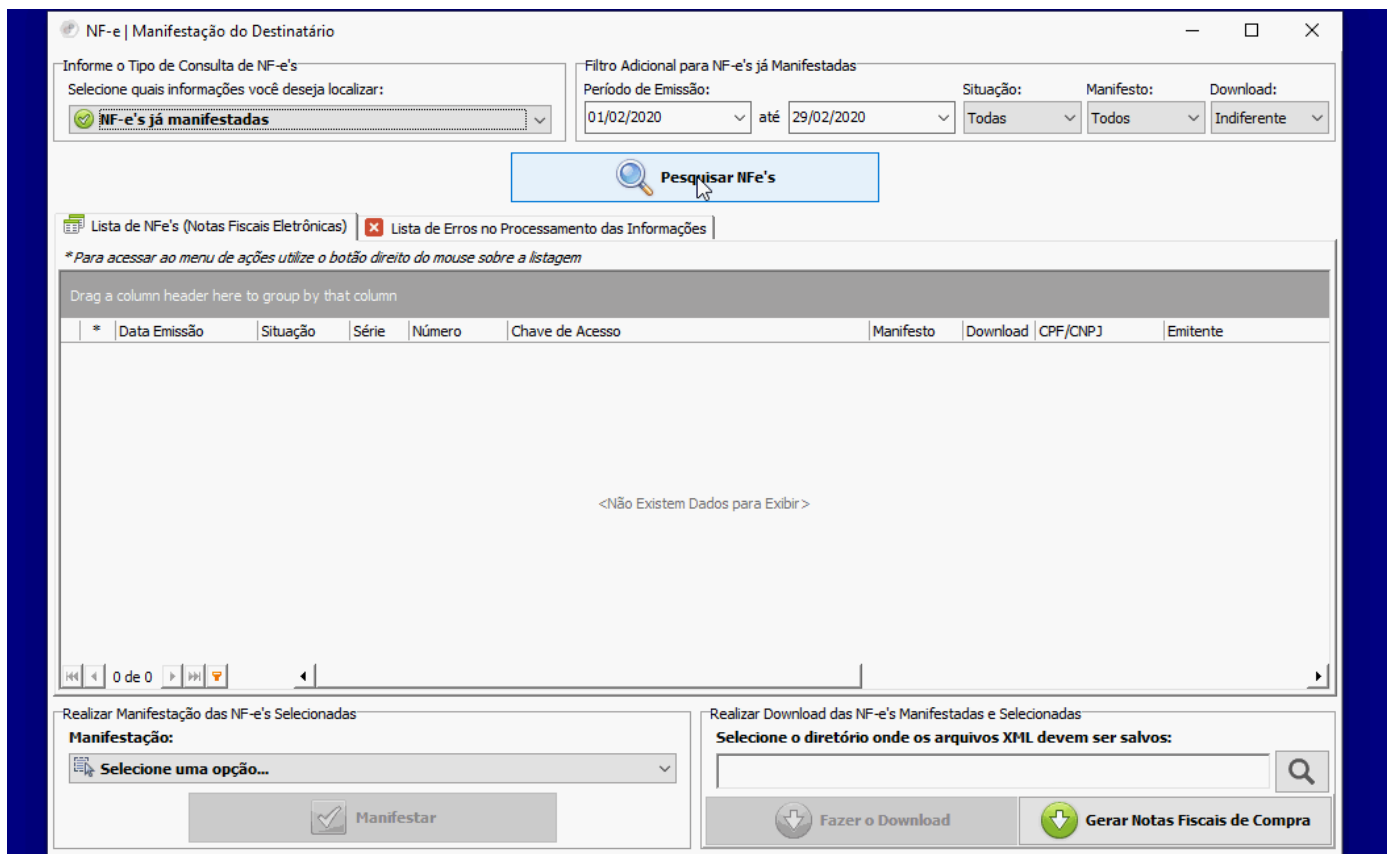 NF-e | Manifestação do Destinatário
Informe o Tipo de Consulta de NF-e's
Selecione quais informações você deseja localizar:
NF-e's já manifestadas
Filtro Adicional para NF-e's já Manifestadas
Período de Emissão: Situação: Manifesto: Download:
01/02/2020 até 29/02/2020 Todas Todos Indiferente
Pesquisar NFe's
Lista de NFe's (Notas Fiscais Eletrônicas) Lista de Erros no Processamento das Informações
*Para acessar ao menu de ações utilize o botão direito do mouse sobre a listagem
Drag a column header here to group by that column
* Data Emissão Situação Série Número Chave de Acesso Manifesto Download CPF/CNPJ Emitente
<Não Existem Dados para Exibir>
0 de 0
Realizar Manifestação das NF-e's Selecionadas
Manifestação:
Selecione uma opção...
Manifestar
Realizar Download das NF-e's Manifestadas e Selecionadas
Selecione o diretório onde os arquivos XML devem ser salvos:
Fazer o Download Gerar Notas Fiscais de Compra